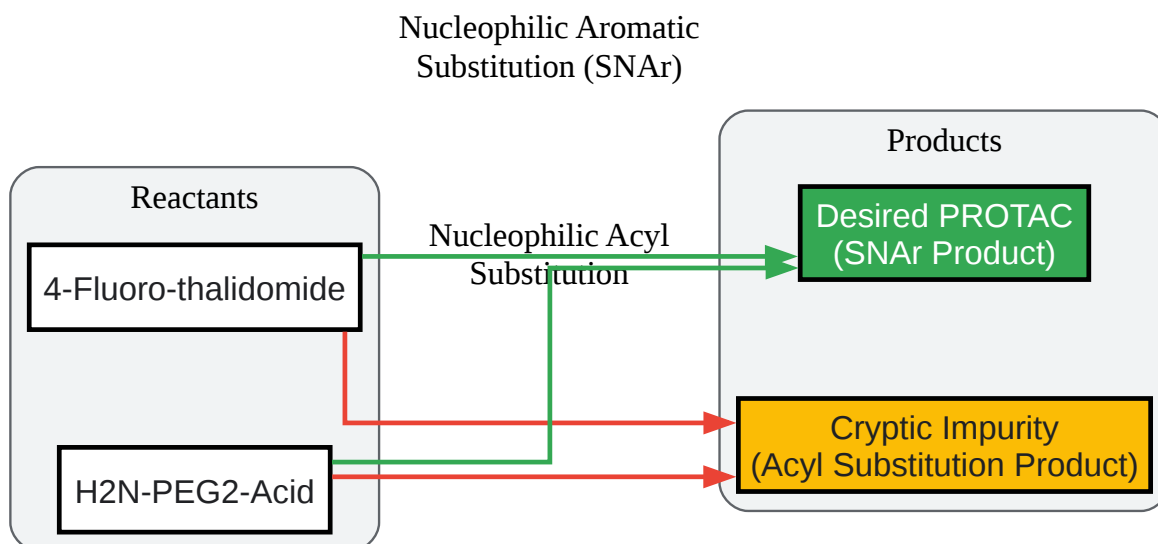 Nucleophilic Aromatic
Substitution (SNAr)
Products
Reactants
Desired PROTAC
(SNAr Product)
Nucleophilic Acyl
Substitution
4-Fluoro-thalidomide
Cryptic Impurity
(Acyl Substitution Product)
H2N-PEG2-Acid